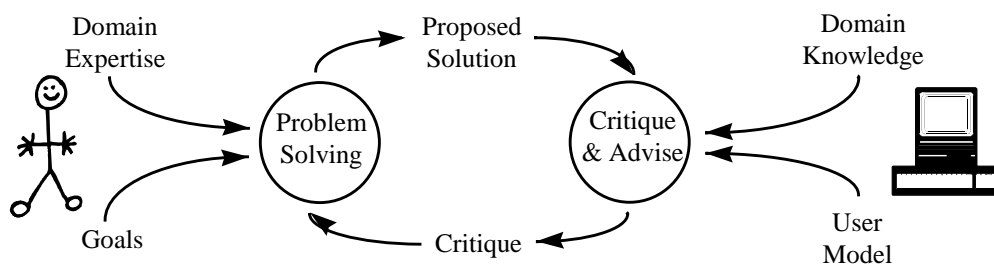 Domain
Expertise
Proposed
Solution
Domain
Knowledge
Problem
Solving
Critique
& Advise
Goals
Critique
User
Model